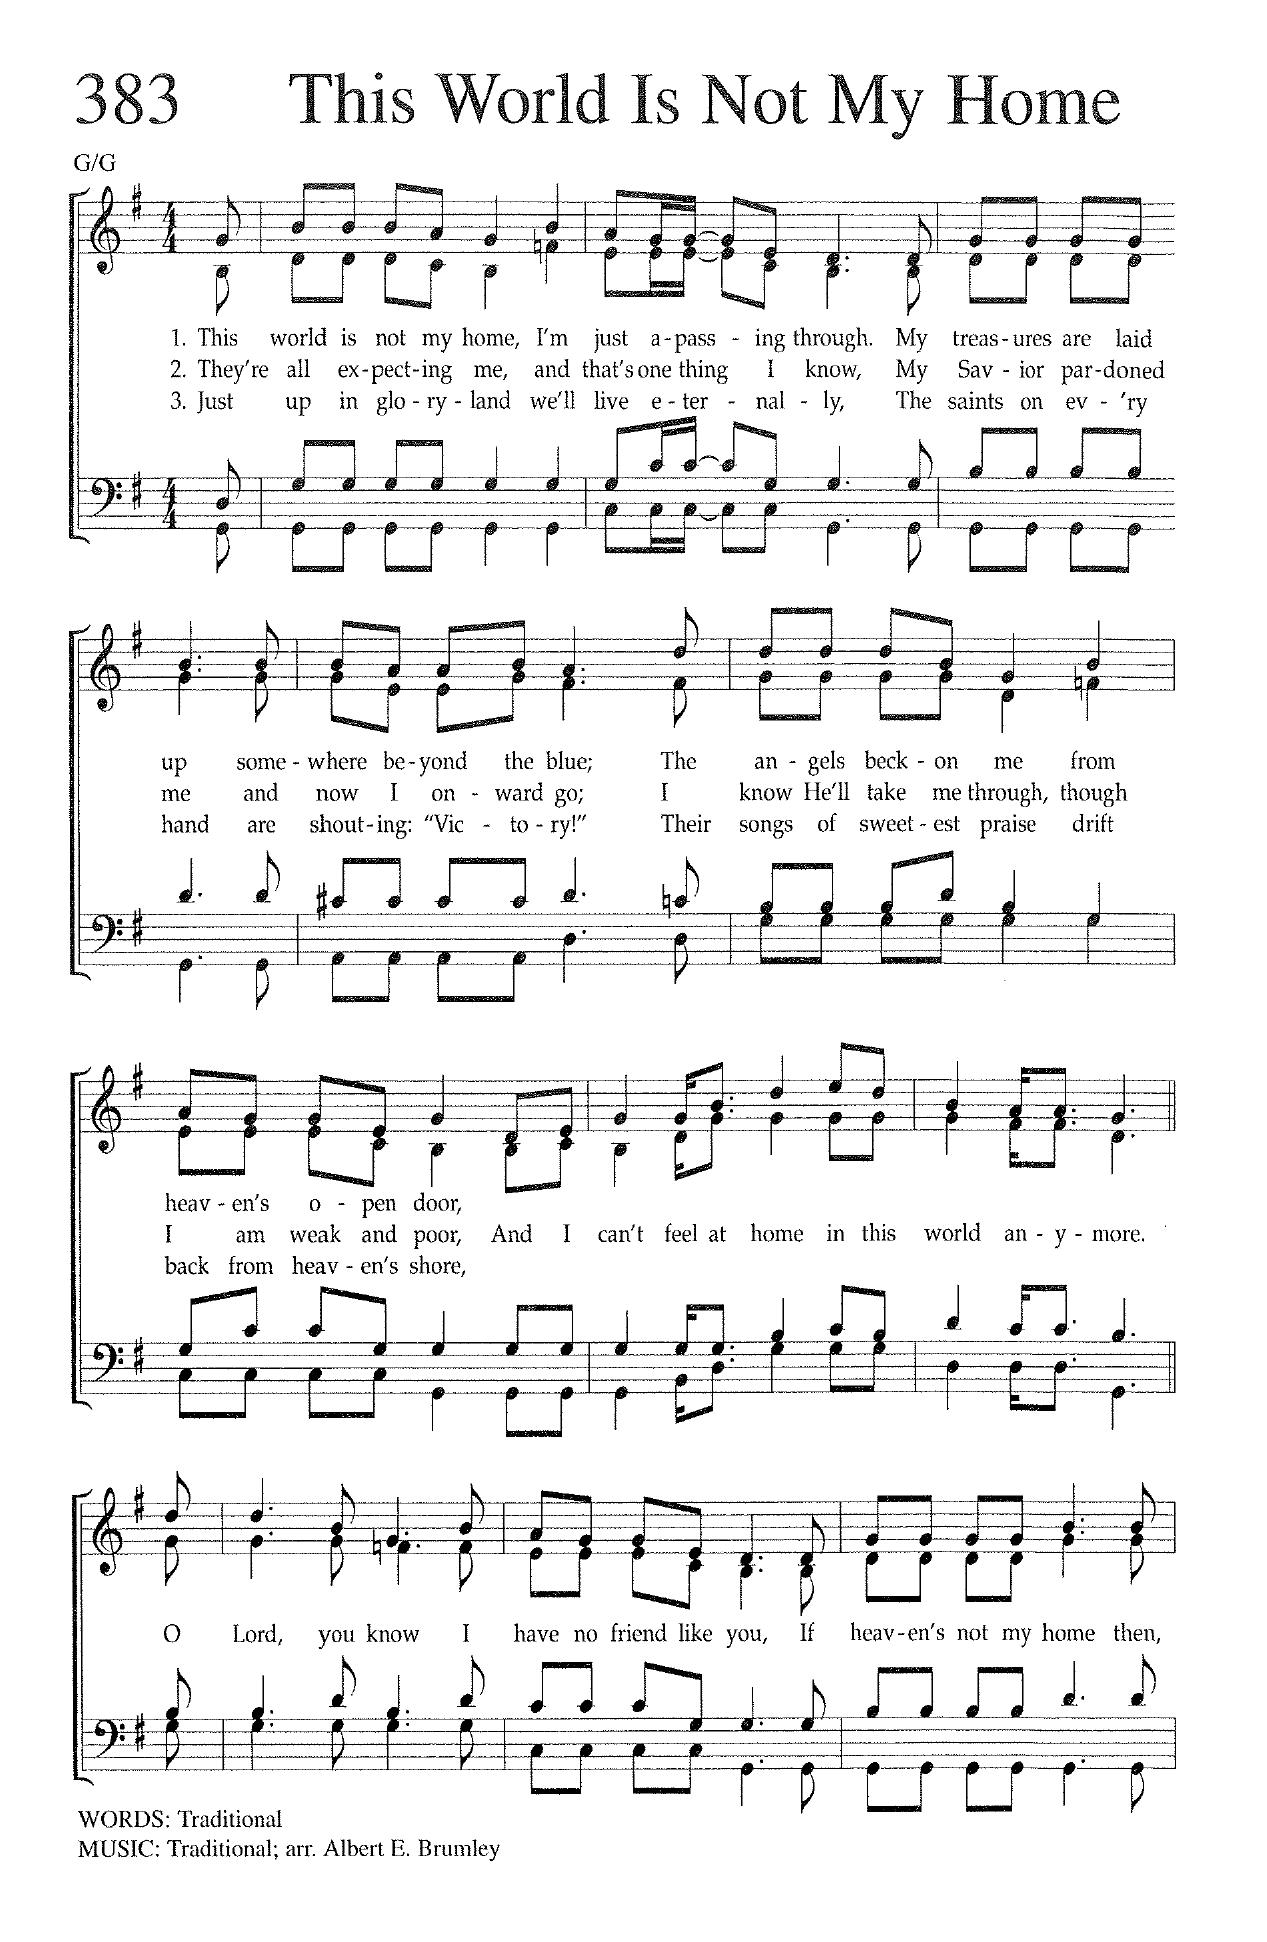 383 This World Is Not My Home
G/G
1. This world is not my home, I'm just a-pass - ing through. My treas-ures are laid
2. They're all ex-pect-ing me, and that's one thing I know, My Sav - ior par-doned
3. Just up in glo-ry-land we'll live e-ter - nal - ly, The saints on ev - 'ry
up some - where be-yond the blue; The an - gels beck - on me from
me and now I on - ward go; I know He'll take me through, though
hand are shout-ing: “Vic - to - ry!” Their songs of sweet - est praise drift
heav - en's o - pen door,
I am weak and poor, And I can't feel at home in this world an - y - more.
back from heav - en's shore,
O Lord, you know I have no friend like you, If heav-en's not my home then,
WORDS: Traditional
MUSIC: Traditional; arr. Albert E. Brumley